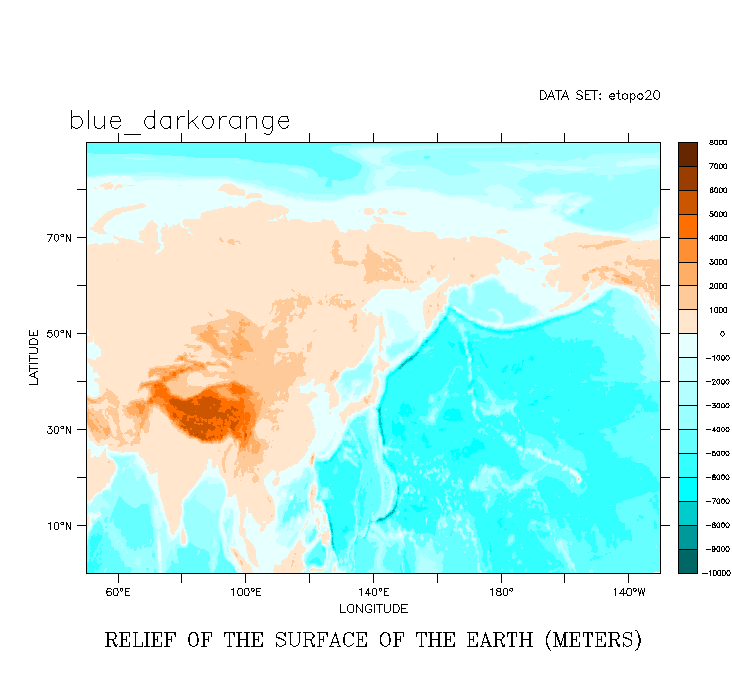 DATA SET: etopo20
blue_darkorange
8000
7000
6000
5000
4000
3000
2000
1000
0
-1000
-2000
-3000
-4000
-5000
-6000
-7000
-8000
-9000
-10000
70°N
50°N
30°N
10°N
LATITUDE
60°E 100°E 140°E 180° 140°W
LONGITUDE
RELIEF OF THE SURFACE OF THE EARTH (METERS)